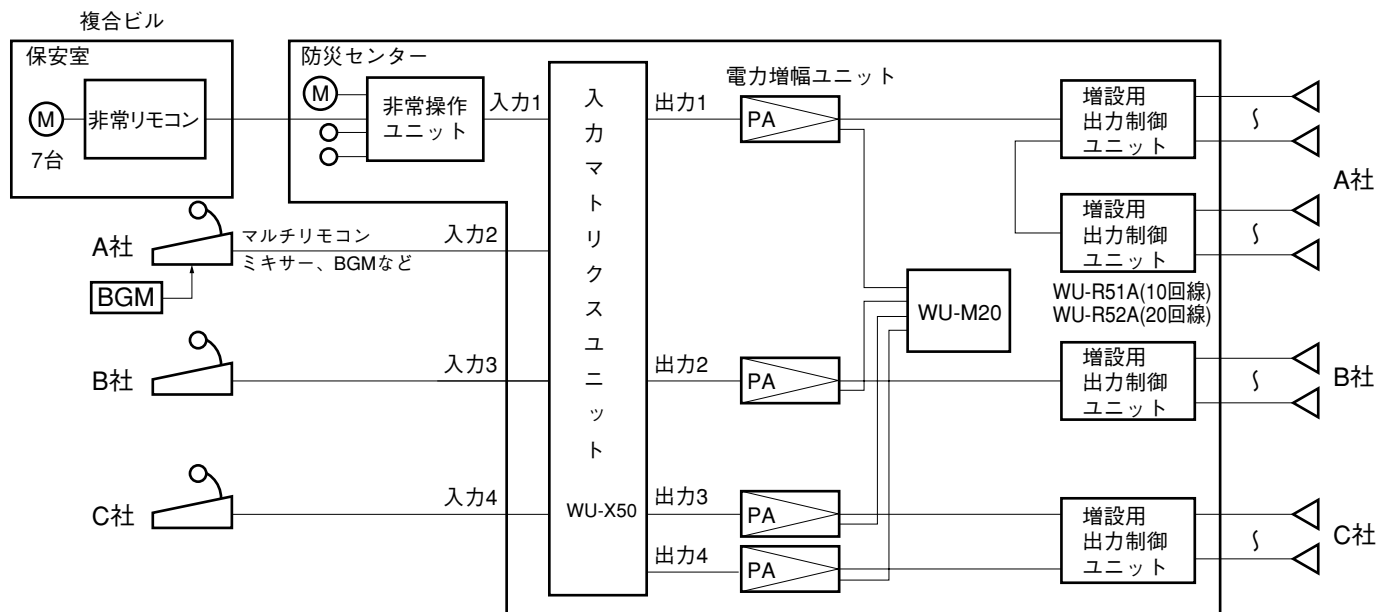 複合ビル
保安室
M
非常リモコン
7台
防災センター
M
非常操作
ユニット
入力1
A社
マルチリモコン
ミキサー、BGMなど
BGM
入力2
B社
入力3
C社
入力4
入力マトリクスユニット
WU-X50
出力1
出力2
出力3
出力4
電力増幅ユニット
PA
PA
PA
PA
WU-M20
増設用
出力制御
ユニット
増設用
出力制御
ユニット
WU-R51A(10回線)
WU-R52A(20回線)
増設用
出力制御
ユニット
増設用
出力制御
ユニット
A社
B社
C社